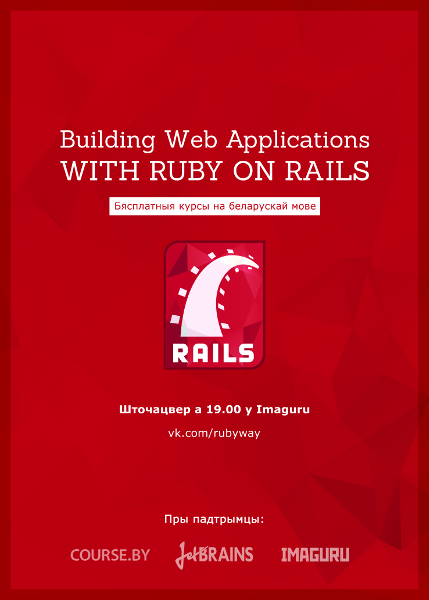 Building Web Applications
WITH RUBY ON RAILS
Бясплатныя курсы на беларускай мове
RAILS
Шточацвер а 19.00 у Imaguru
vk.com/rubyway
Пры падтрымцы:
COURSE.BY JetBRAINS IMAGURU